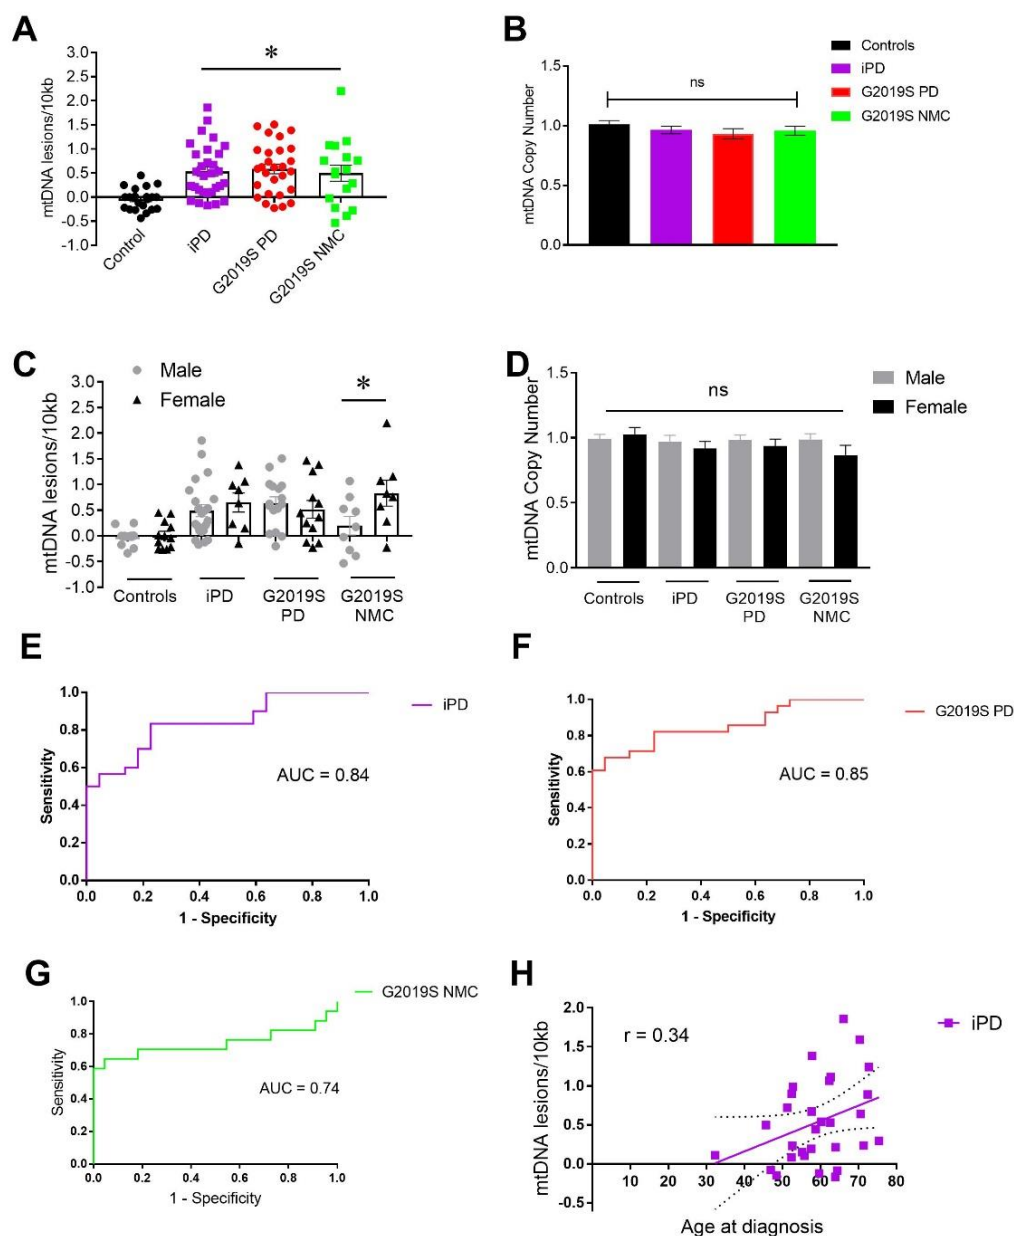 A
mtDNA lesions/10kb
3.0
2.5
2.0
1.5
1.0
0.5
0.0
-0.5
-1.0
*
Control
iPD
G2019S PD
G2019S NMC
B
mtDNA Copy Number
1.5
1.0
0.5
0.0
ns
Controls
iPD
G2019S PD
G2019S NMC
C
mtDNA lesions/10kb
Male
Female
3.0
2.5
2.0
1.5
1.0
0.5
0.0
-0.5
-1.0
*
Controls
iPD
G2019S
PD
G2019S
NMC
D
mtDNA Copy Number
1.5
1.0
0.5
0.0
ns
Male
Female
Controls
iPD
G2019S
PD
G2019S
NMC
E
Sensitivity
1.0
0.8
0.6
0.4
0.2
0.0
iPD
AUC = 0.84
0.0 0.2 0.4 0.6 0.8 1.0
1 - Specificity
F
Sensitivity
1.0
0.8
0.6
0.4
0.2
0.0
G2019S PD
AUC = 0.85
0.0 0.2 0.4 0.6 0.8 1.0
1 - Specificity
G
Sensitivity
1.0
0.8
0.6
0.4
0.2
0.0
G2019S NMC
AUC = 0.74
0.0 0.2 0.4 0.6 0.8 1.0
1 - Specificity
H
mtDNA lesions/10kb
2.0
1.5
1.0
0.5
0.0
-0.5
r = 0.34
iPD
10 20 30 40 50 60 70 80
Age at diagnosis